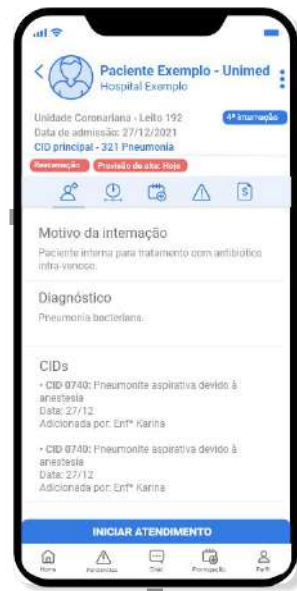 Paciente Exemplo - Unimed
Hospital Exemplo
Unidade Coronariana - Leito 192
4ª internação
Data de admissão: 27/12/2021
CID principal - 321 Pneumonia
Reinternação Previsão de alta: Hoje
Motivo da internação
Paciente interna para tratamento com antibiótico
intra-venoso.
Diagnóstico
Pneumonia bacteriana.
CIDs
• CID 0740: Pneumonite aspirativa devido à
anestesia
Data: 27/12
Adicionada por: Enfª Karina
• CID 0740: Pneumonite aspirativa devido à
anestesia
Data: 27/12
Adicionada por: Enfª Karina
INICIAR ATENDIMENTO
Home Pendências Chat Prorrogação Perfil